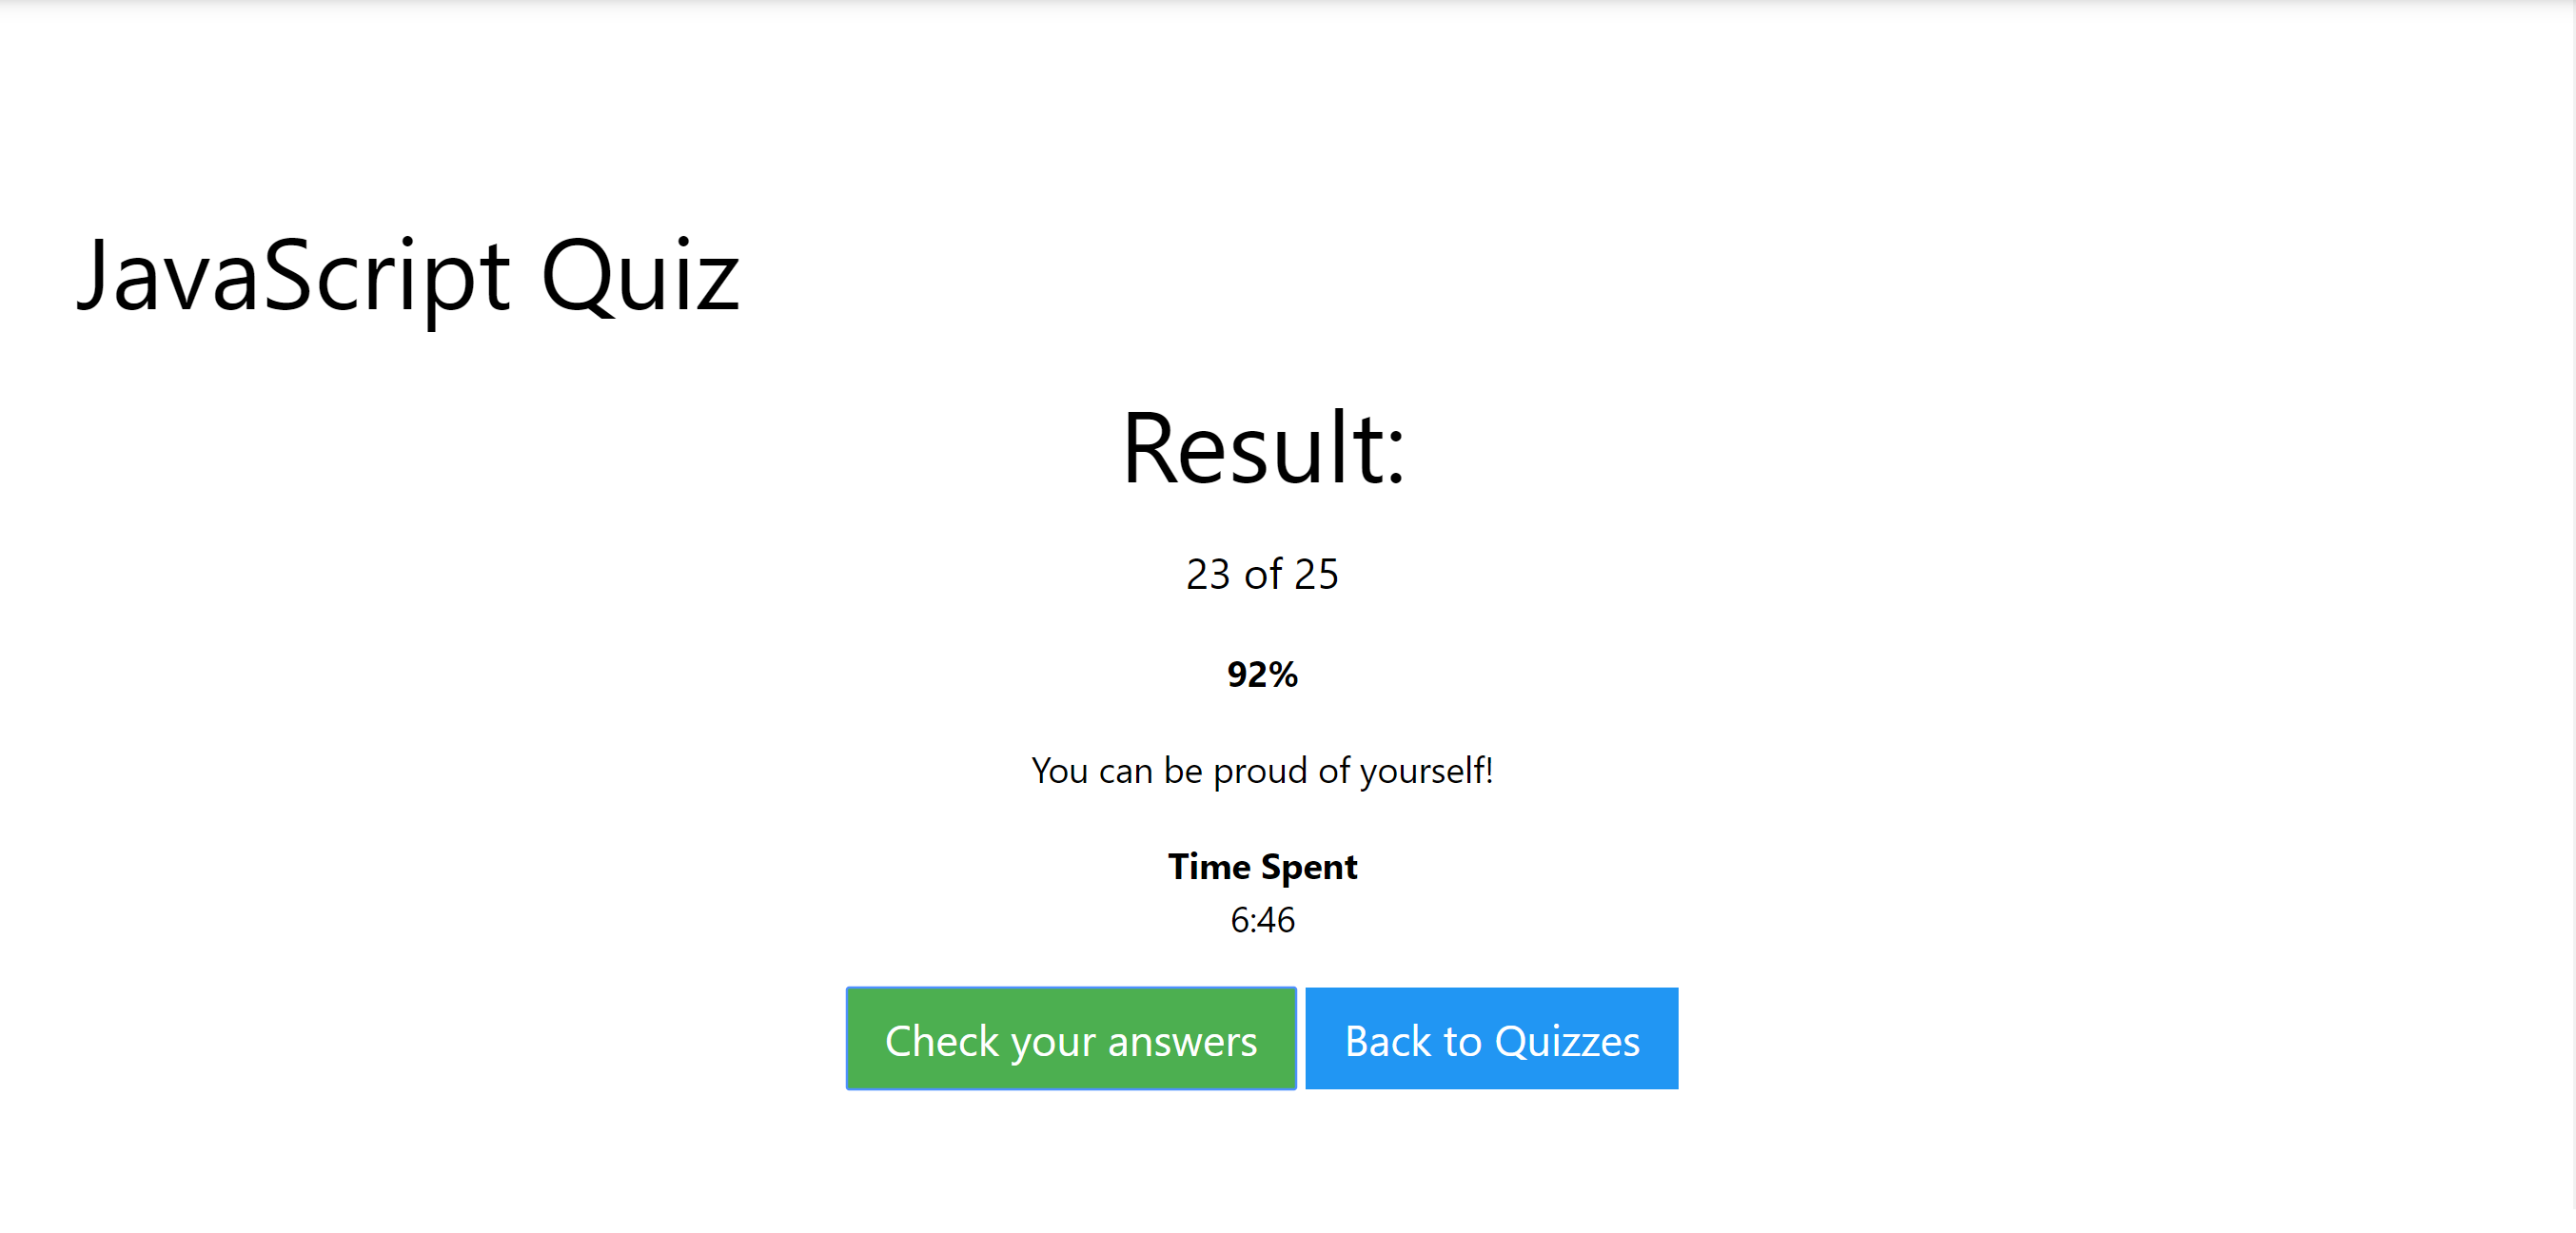 JavaScript Quiz
Result:
23 of 25
92%
You can be proud of yourself!
Time Spent
6:46
Check your answers Back to Quizzes